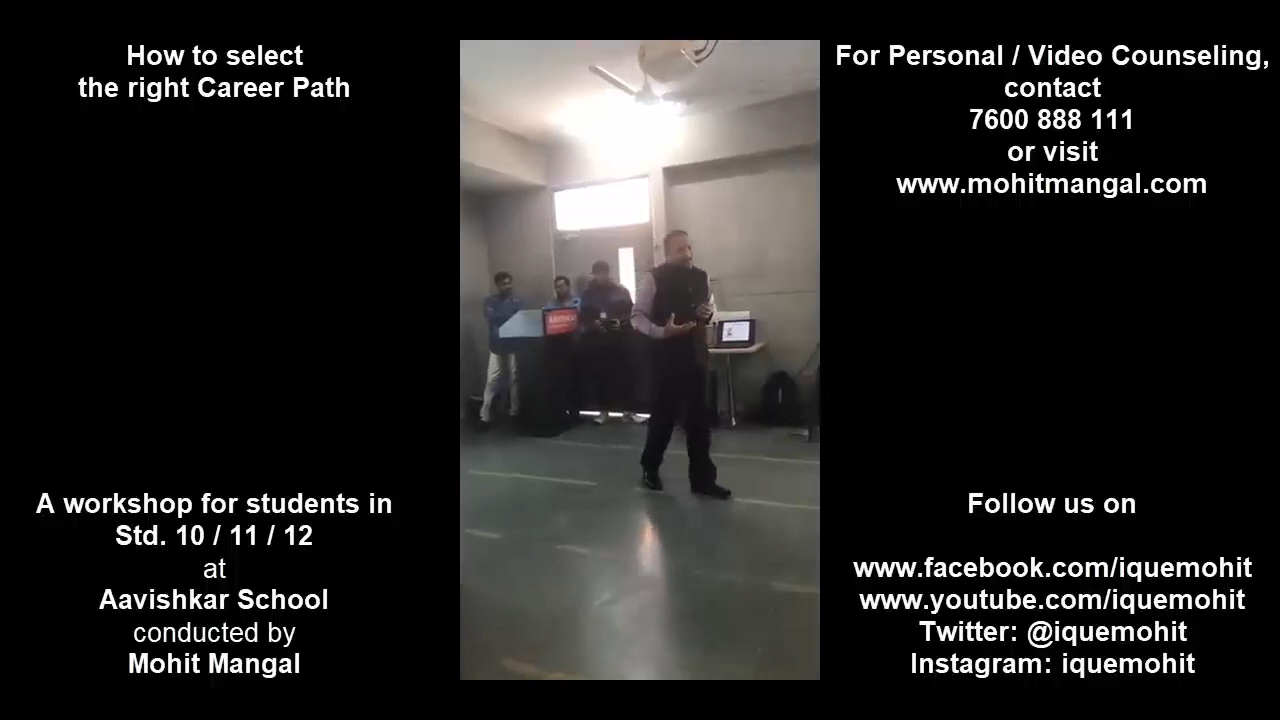 How to select
the right Career Path
For Personal / Video Counseling,
contact
7600 888 111
or visit
www.mohitmangal.com
A workshop for students in
Std. 10 / 11 / 12
at
Aavishkar School
conducted by
Mohit Mangal
Follow us on
www.facebook.com/iquemohit
www.youtube.com/iquemohit
Twitter: @iquemohit
Instagram: iquemohit